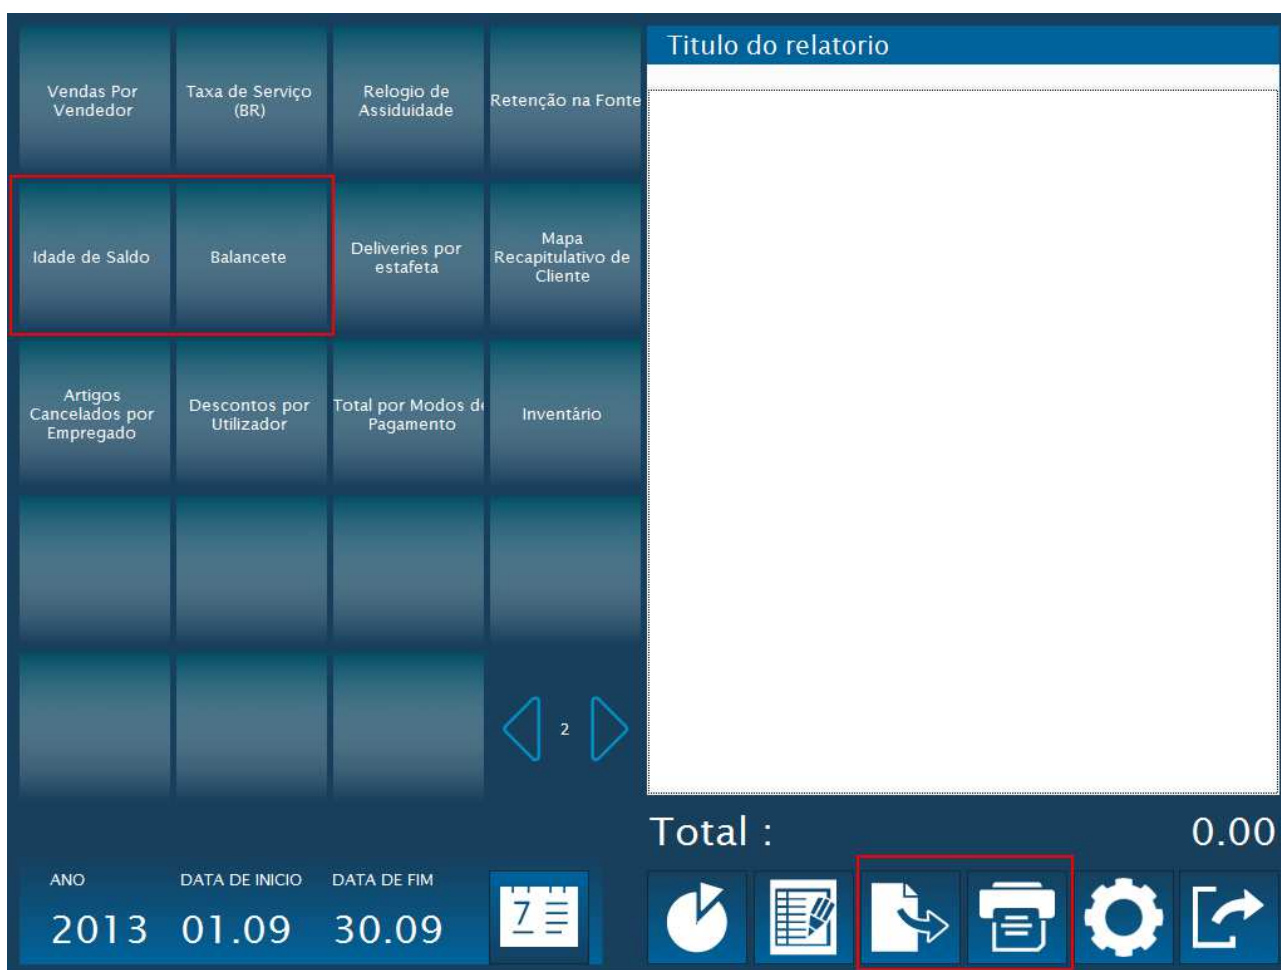 Titulo do relatorio
Vendas Por
Vendedor
Taxa de Serviço
(BR)
Relogio de
Assiduidade
Retenção na Fonte
Idade de Saldo
Balancete
Deliveries por
estafeta
Mapa
Recapitulativo de
Cliente
Artigos
Cancelados por
Empregado
Descontos por
Utilizador
Total por Modos de
Pagamento
Inventário
2
Total :
0.00
ANO
DATA DE INICIO
DATA DE FIM
2013
01.09
30.09
7